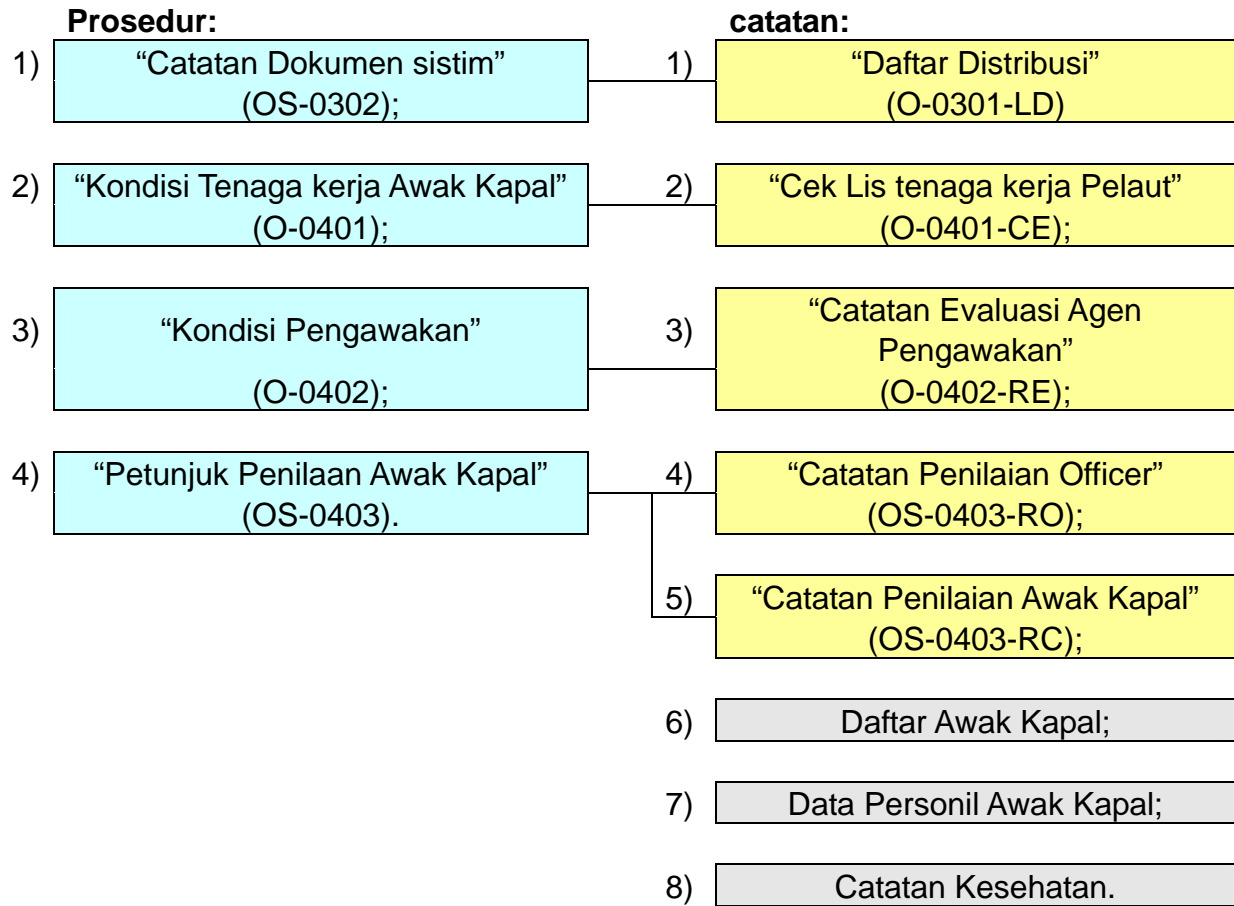 Prosedur: catatan:
1) “Catatan Dokumen sistim” 1) “Daftar Distribusi”
(OS-0302); (O-0301-LD)
2) “Kondisi Tenaga kerja Awak Kapal” 2) “Cek Lis tenaga kerja Pelaut”
(O-0401); (O-0401-CE);
3) “Kondisi Pengawakan” 3) “Catatan Evaluasi Agen
Pengawakan”
(O-0402); (O-0402-RE);
4) “Petunjuk Penilaan Awak Kapal” 4) “Catatan Penilaian Officer”
(OS-0403). (OS-0403-RO);
5) “Catatan Penilaian Awak Kapal”
(OS-0403-RC);
6) Daftar Awak Kapal;
7) Data Personil Awak Kapal;
8) Catatan Kesehatan.